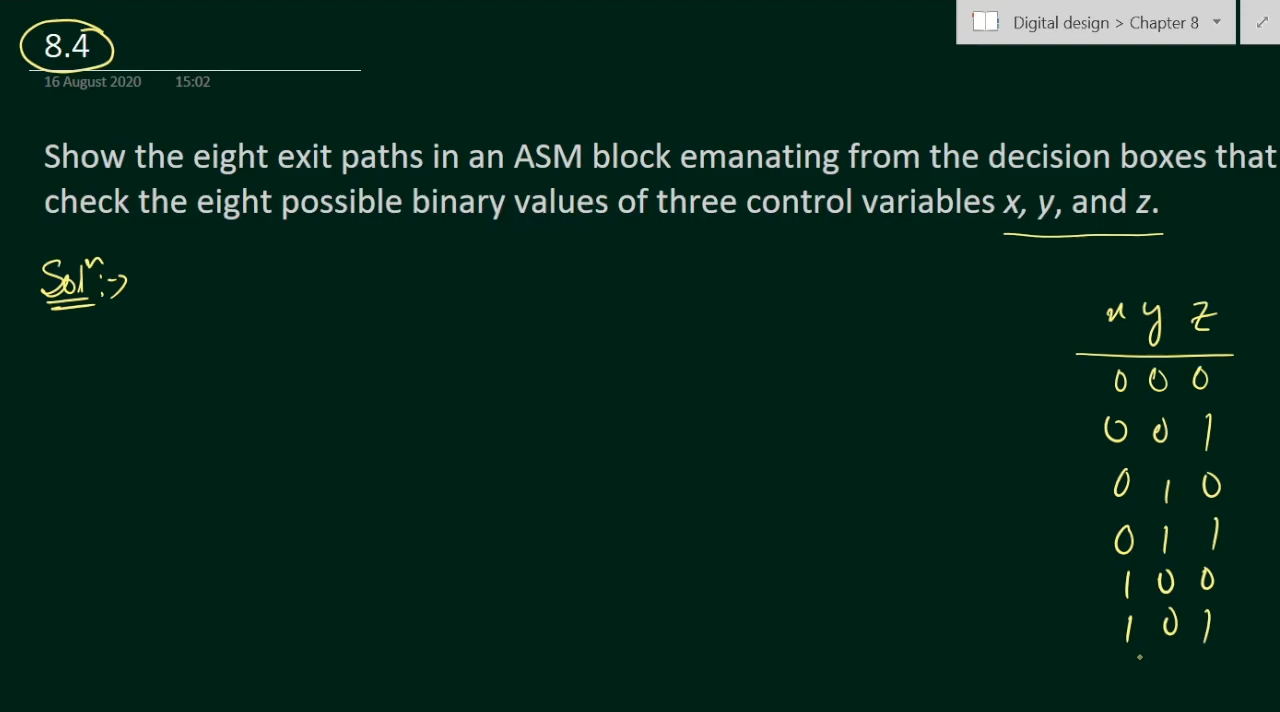 Digital design > Chapter 8
8.4
16 August 2020 15:02
Show the eight exit paths in an ASM block emanating from the decision boxes that
check the eight possible binary values of three control variables x, y, and z.
Solⁿ :->
x y z
0 0 0
0 0 1
0 1 0
0 1 1
1 0 0
1 0 1